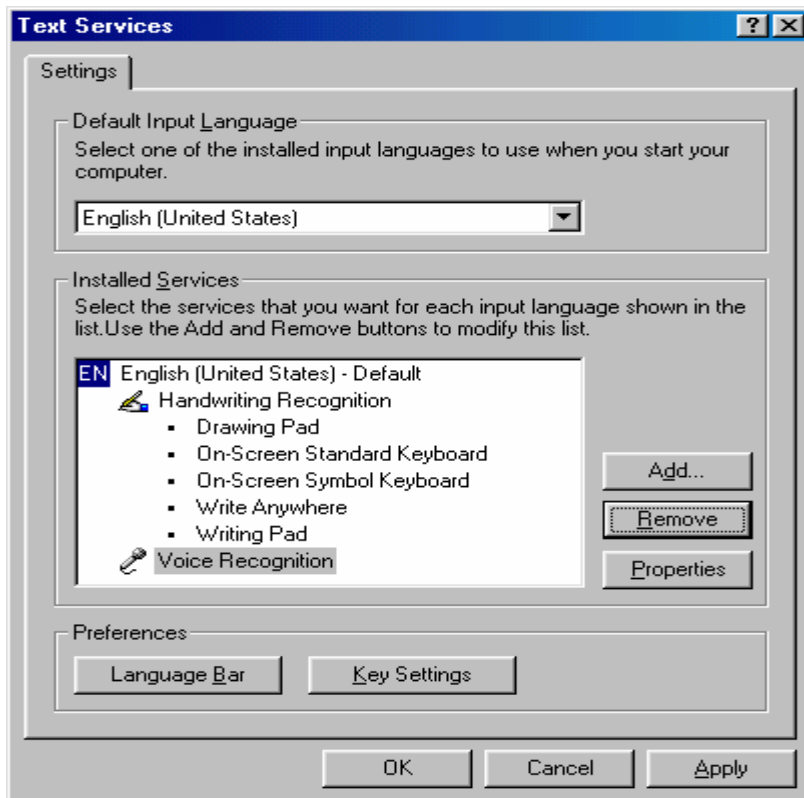 Text Services
Settings
Default Input Language
Select one of the installed input languages to use when you start your
computer.
English (United States)
Installed Services
Select the services that you want for each input language shown in the
list.Use the Add and Remove buttons to modify this list.
EN English (United States) - Default
Handwriting Recognition
Drawing Pad
On-Screen Standard Keyboard
On-Screen Symbol Keyboard
Write Anywhere
Writing Pad
Voice Recognition
Add...
Remove
Properties
Preferences
Language Bar
Key Settings
OK
Cancel
Apply